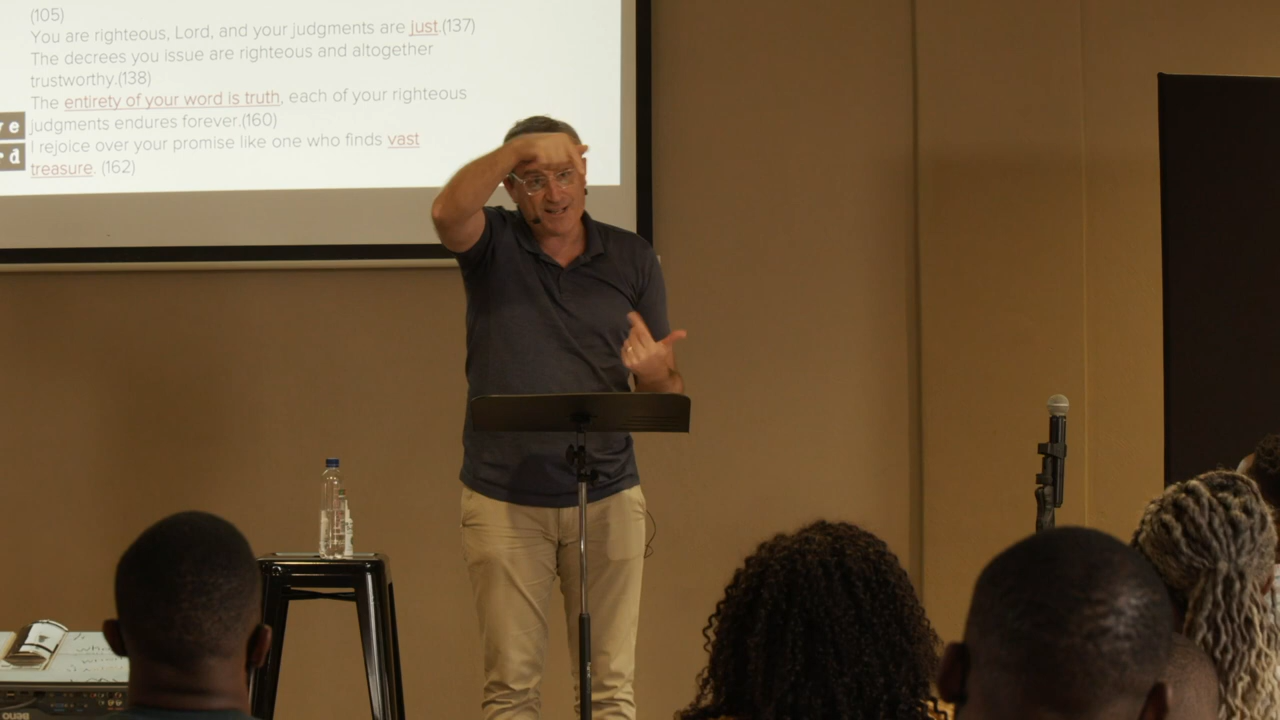 (105)
You are righteous, Lord, and your judgments are just.(137)
The decrees you issue are righteous and altogether
trustworthy.(138)
The entirety of your word is truth, each of your righteous
judgments endures forever.(160)
I rejoice over your promise like one who finds vast
treasure. (162)
v e
r d
BenQ